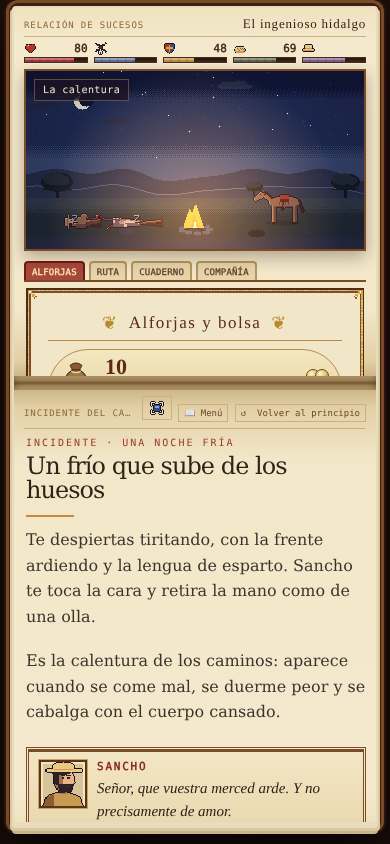 RELACIÓN DE SUCESOS
El ingenioso hidalgo
80 48 69
La calentura
ALFORJAS RUTA CUADERNO COMPAÑÍA
Alforjas y bolsa
10
INCIDENTE DEL CA…
📖 Menú
↺ Volver al principio
INCIDENTE · UNA NOCHE FRÍA
Un frío que sube de los
huesos
Te despiertas tiritando, con la frente
ardiendo y la lengua de esparto. Sancho
te toca la cara y retira la mano como de
una olla.
Es la calentura de los caminos: aparece
cuando se come mal, se duerme peor y se
cabalga con el cuerpo cansado.
SANCHO
Señor, que vuestra merced arde. Y no
precisamente de amor.